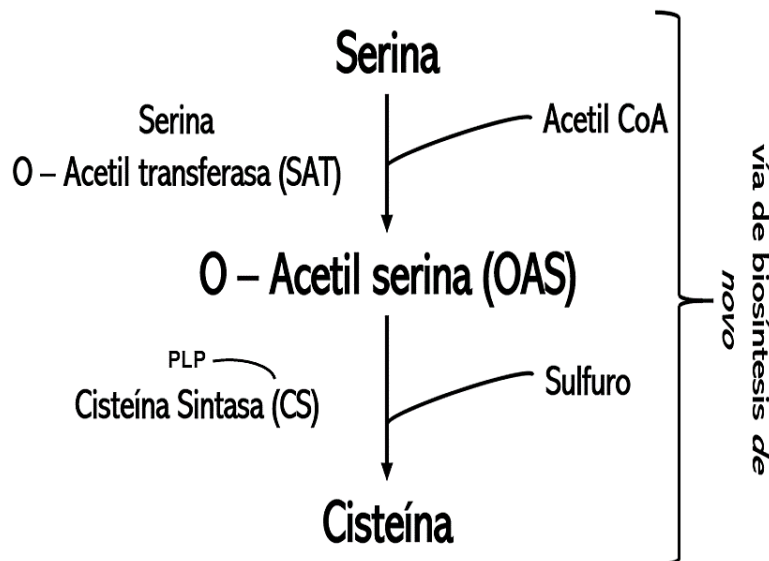 Serina
Acetil CoA
Serina
O – Acetil transferasa (SAT)
O – Acetil serina (OAS)
PLP
Cisteína Sintasa (CS)
Sulfuro
Cisteína
vía de biosíntesis de
novo